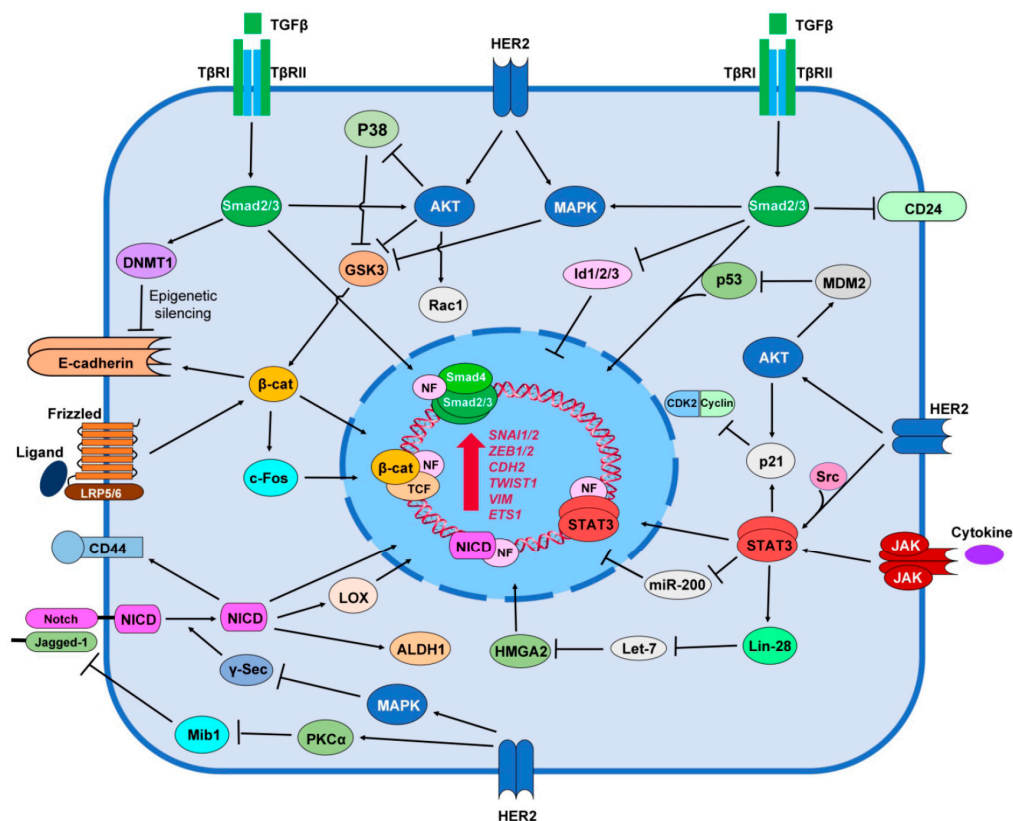 TGFβ
TGFβ
HER2
TβRI
TβRII
TβRI
TβRII
P38
Smad2/3
AKT
MAPK
Smad2/3
CD24
DNMT1
GSK3
Id1/2/3
p53
MDM2
Epigenetic
silencing
Rac1
E-cadherin
AKT
Smad4
NF
Smad2/3
β-cat
CDK2
Cyclin
Frizzled
HER2
SNAI1/2
ZEB1/2
CDH2
TWIST1
VIM
ETS1
Ligand
β-cat
NF
TCF
p21
Src
c-Fos
LRP5/6
NF
STAT3
STAT3
Cytokine
JAK
JAK
CD44
NICD
NF
miR-200
LOX
Notch
NICD
NICD
Jagged-1
ALDH1
HMGA2
Let-7
Lin-28
γ-Sec
MAPK
Mib1
PKCα
HER2